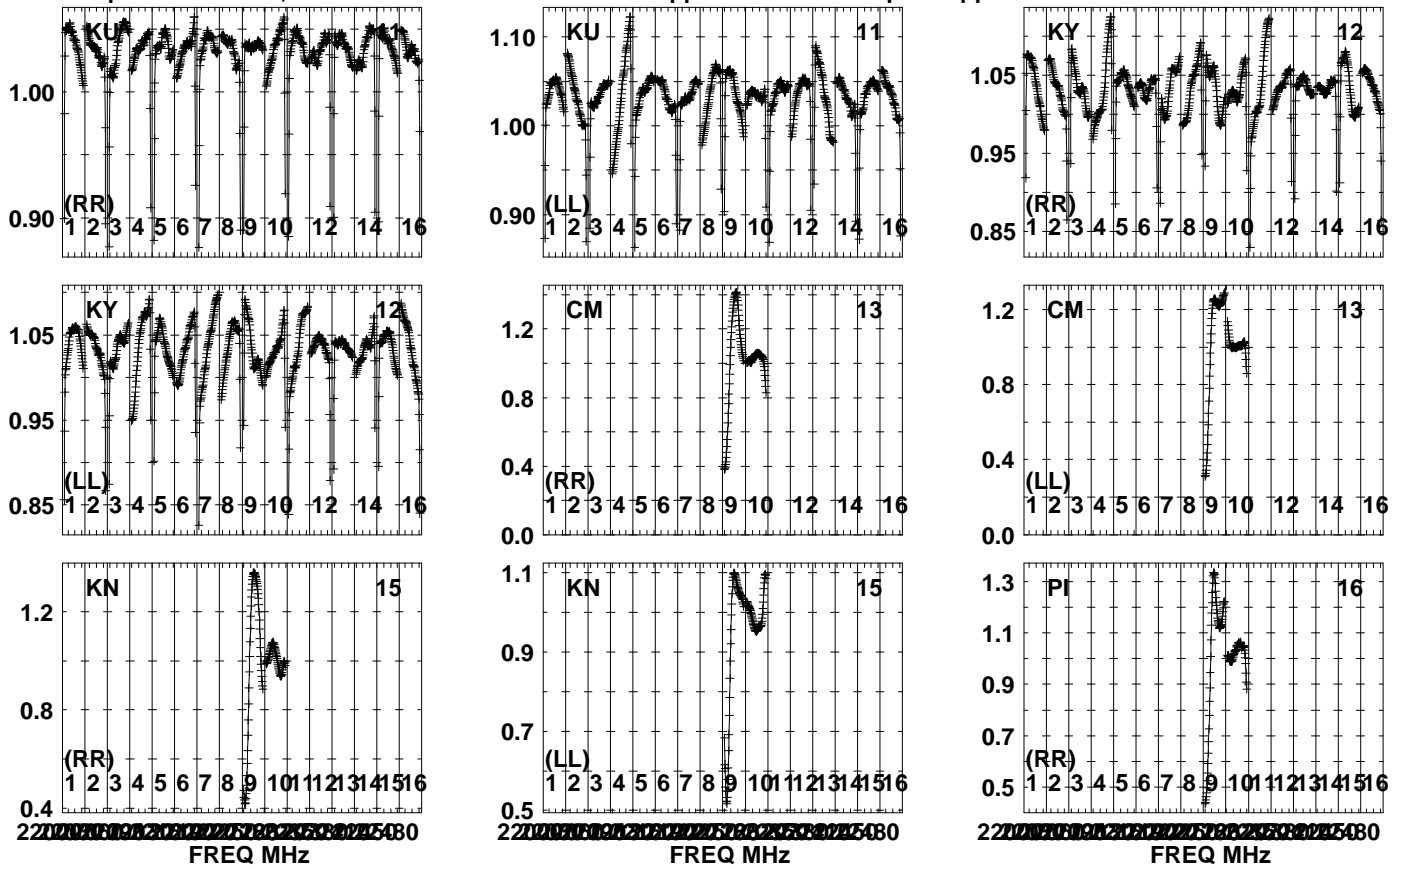 KU 11
1.00
0.90
(RR)
1 2 3 4 5 6 7 8 9 10 12 14 16
KU 11
1.10
1.00
0.90
(LL)
1 2 3 4 5 6 7 8 9 10 12 14 16
KY 12
1.05
0.95
0.85
(RR)
1 2 3 4 5 6 7 8 9 10 12 14 16
KY 12
1.05
0.95
0.85
(LL)
1 2 3 4 5 6 7 8 9 10 12 14 16
CM 13
1.2
0.8
0.4
0.0
(RR)
1 2 3 4 5 6 7 8 9 10 12 14 16
CM 13
1.2
0.8
0.4
0.0
(LL)
1 2 3 4 5 6 7 8 9 10 12 14 16
KN 15
1.2
0.8
0.4
(RR)
1 2 3 4 5 6 7 8 9 10 11 12 13 14 15 16
FREQ MHz
KN 15
1.1
0.9
0.7
0.5
(LL)
1 2 3 4 5 6 7 8 9 10 11 12 13 14 15 16
PI 16
1.3
1.1
0.9
0.7
0.5
(RR)
1 2 3 4 5 6 7 8 9 10 11 12 13 14 15 16
FREQ MHz